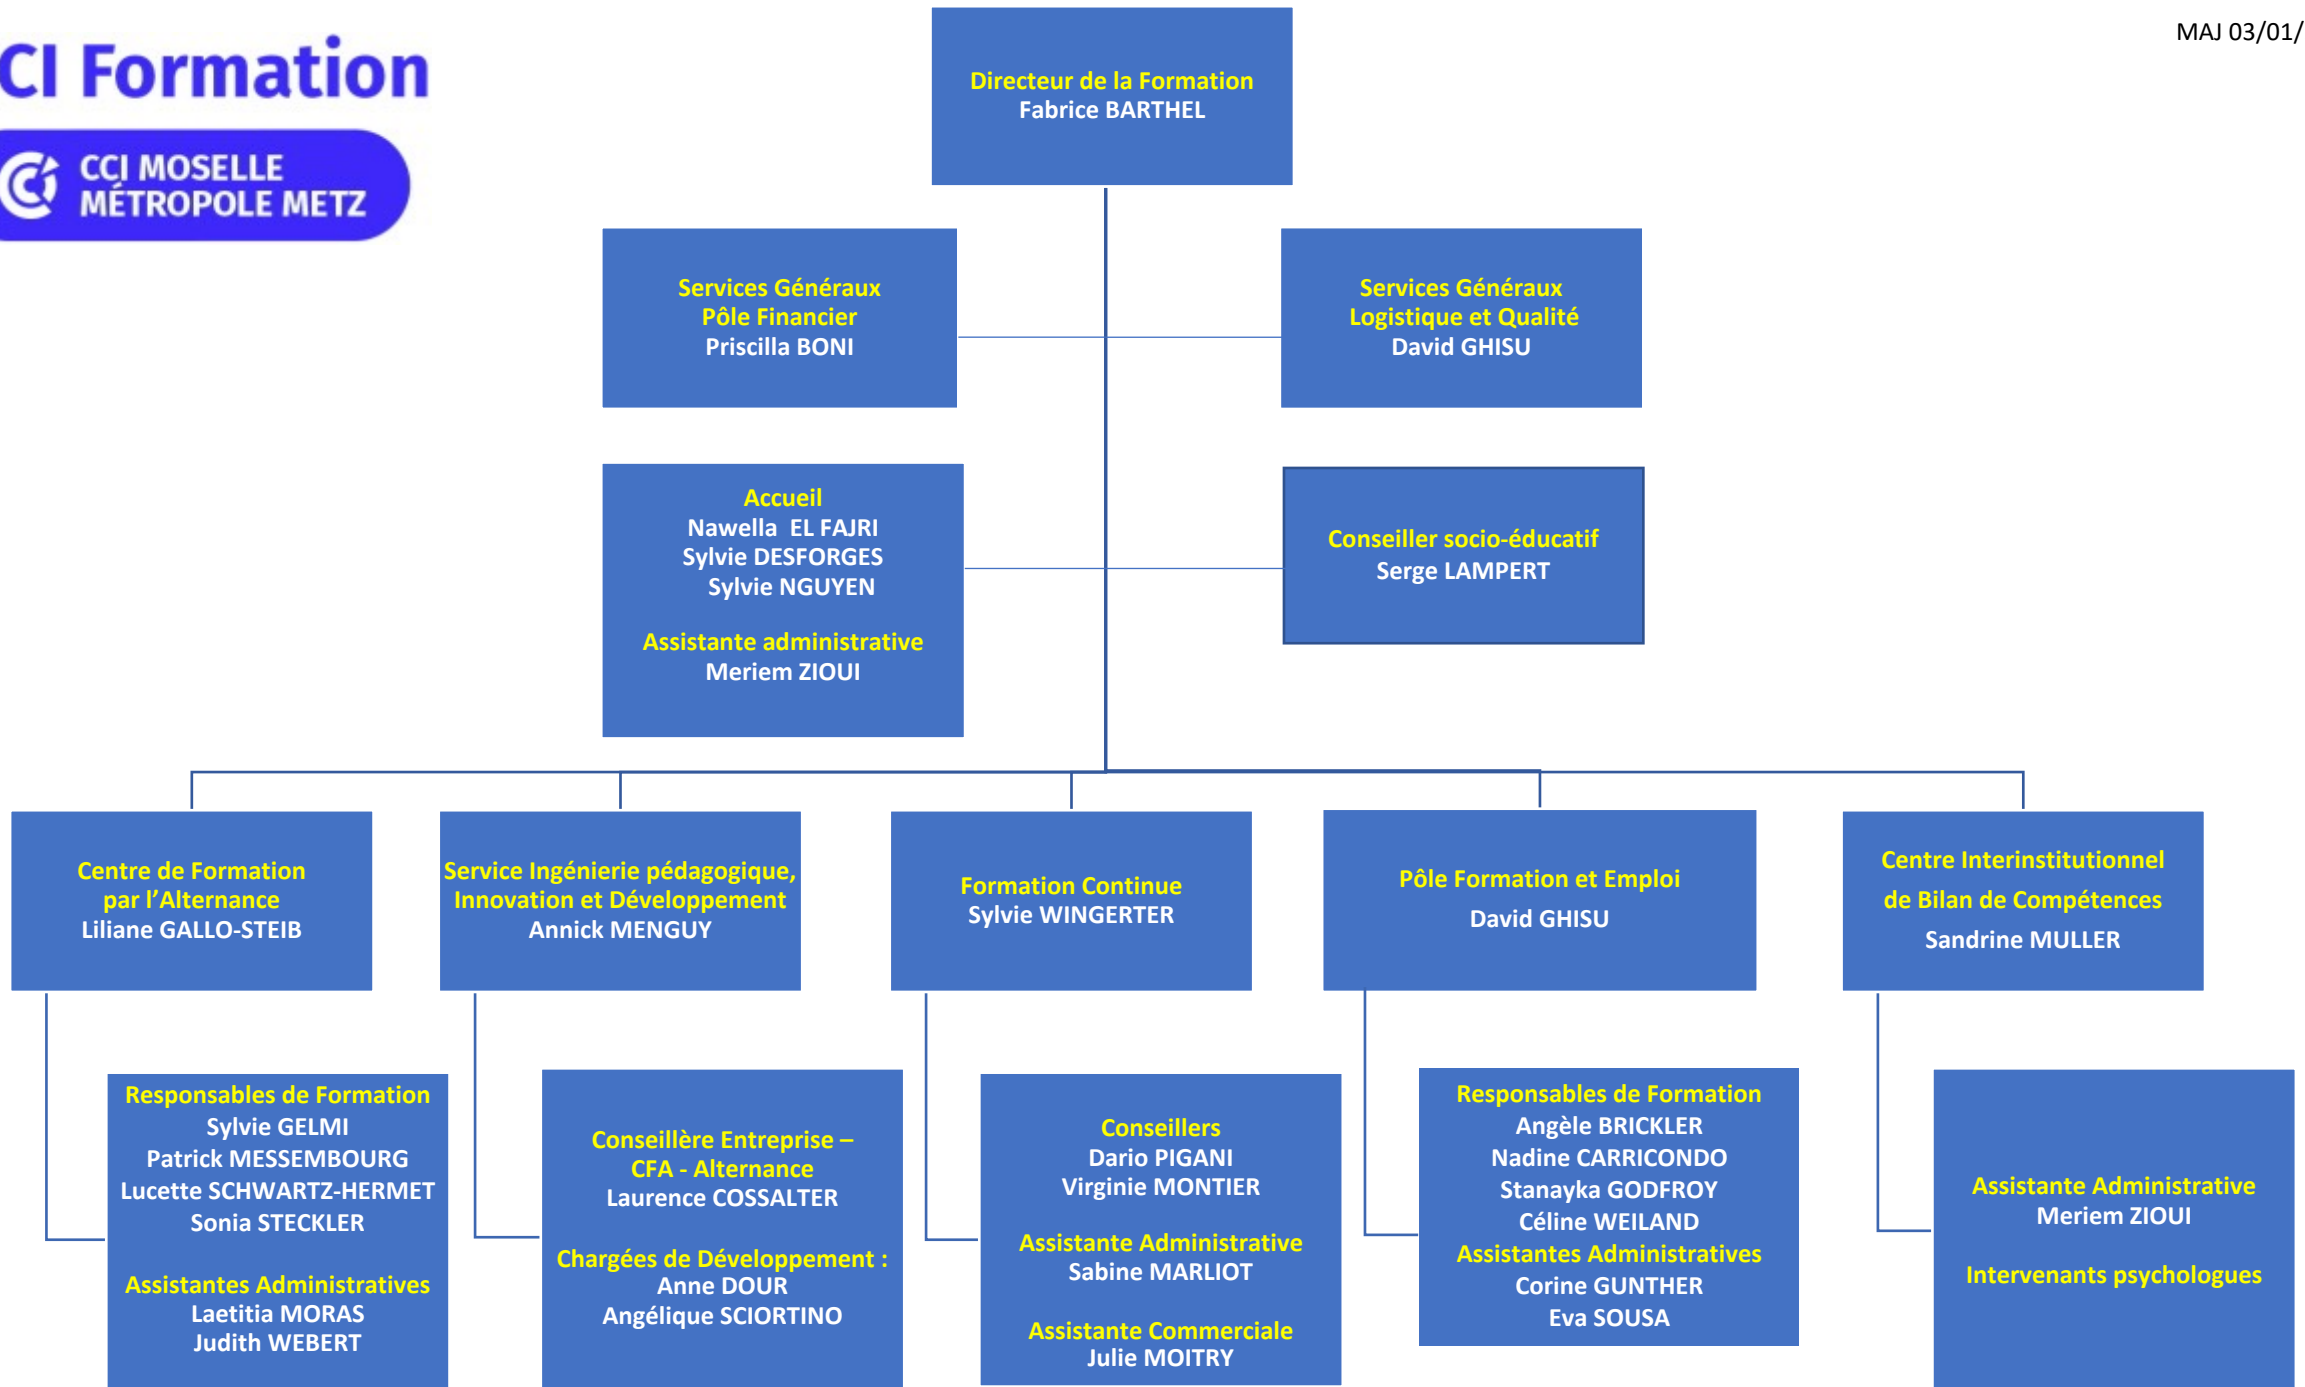 CI Formation
CCI MOSELLE
MÉTROPOLE METZ
MAJ 03/01/
Directeur de la Formation
Fabrice BARTHEL
Services Généraux
Pôle Financier
Priscilla BONI
Services Généraux
Logistique et Qualité
David GHISU
Accueil
Nawella EL FAJRI
Sylvie DESFORGES
Sylvie NGUYEN
Assistante administrative
Meriem ZIOUI
Conseiller socio-éducatif
Serge LAMPERT
Centre de Formation
par l’Alternance
Liliane GALLO-STEIB
Service Ingénierie pédagogique,
Innovation et Développement
Annick MENGUY
Formation Continue
Sylvie WINGERTER
Pôle Formation et Emploi
David GHISU
Centre Interinstitutionnel
de Bilan de Compétences
Sandrine MULLER
Responsables de Formation
Sylvie GELMI
Patrick MESSEMBOURG
Lucette SCHWARTZ-HERMET
Sonia STECKLER
Assistantes Administratives
Laetitia MORAS
Judith WEBERT
Conseillère Entreprise –
CFA - Alternance
Laurence COSSALTER
Chargées de Développement :
Anne DOUR
Angélique SCIORTINO
Conseillers
Dario PIGANI
Virginie MONTIER
Assistante Administrative
Sabine MARLIOT
Assistante Commerciale
Julie MOITRY
Responsables de Formation
Angèle BRICKLER
Nadine CARRICONDO
Stanayka GODFROY
Céline WEILAND
Assistantes Administratives
Corine GUNTHER
Eva SOUSA
Assistante Administrative
Meriem ZIOUI
Intervenants psychologues